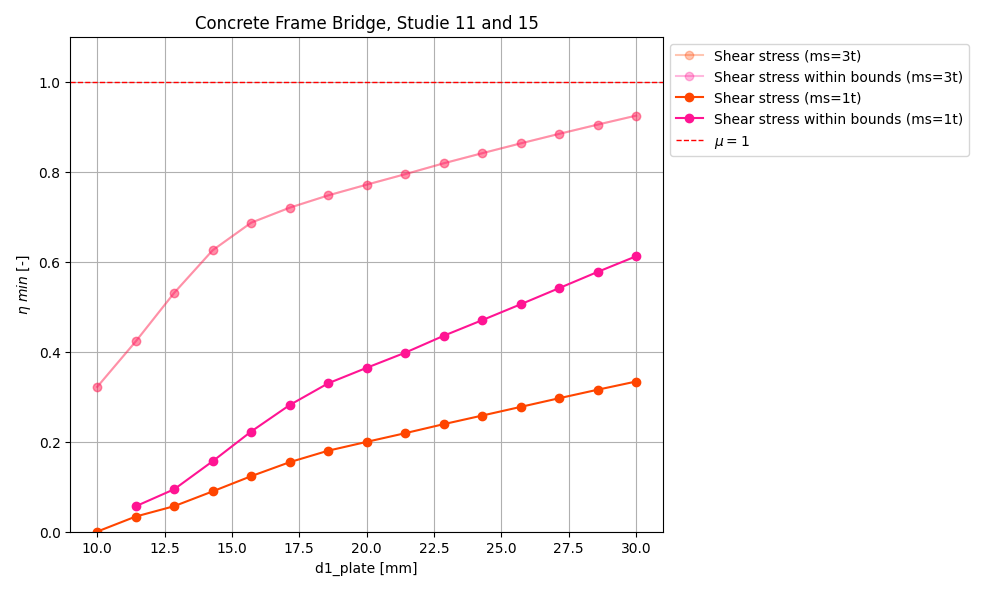 Concrete Frame Bridge, Studie 11 and 15
Shear stress (ms=3t)
Shear stress within bounds (ms=3t)
Shear stress (ms=1t)
Shear stress within bounds (ms=1t)
μ = 1
η min [-]
1.0
0.8
0.6
0.4
0.2
0.0
10.0 12.5 15.0 17.5 20.0 22.5 25.0 27.5 30.0
d1_plate [mm]